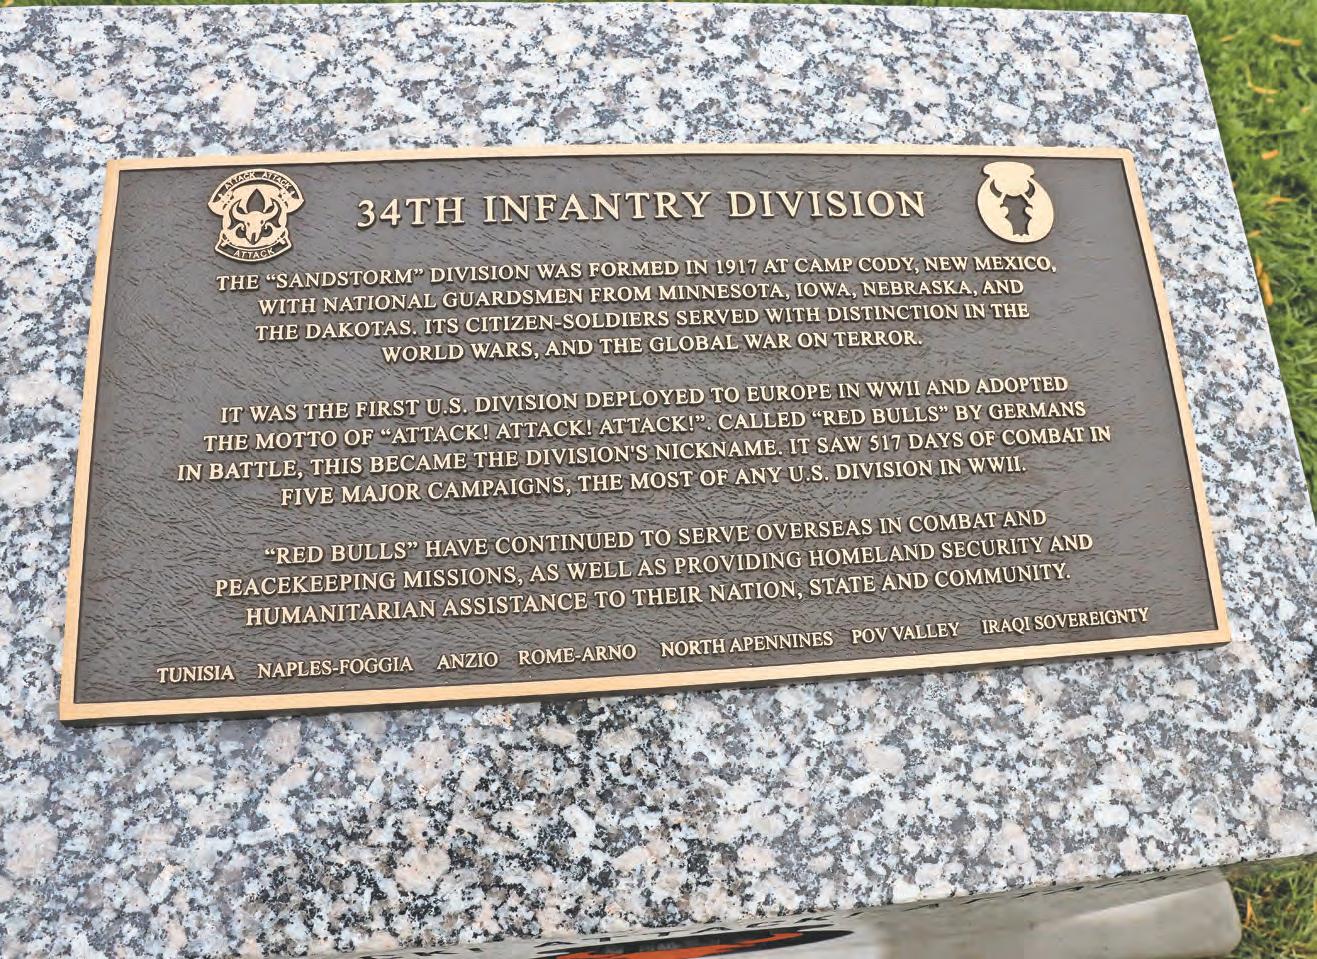 ATTACK ATTACK
ATTACK
34TH INFANTRY DIVISION
THE “SANDSTORM” DIVISION WAS FORMED IN 1917 AT CAMP CODY, NEW MEXICO,
WITH NATIONAL GUARDSMEN FROM MINNESOTA, IOWA, NEBRASKA, AND
THE DAKOTAS. ITS CITIZEN-SOLDIERS SERVED WITH DISTINCTION IN THE
WORLD WARS, AND THE GLOBAL WAR ON TERROR.
IT WAS THE FIRST U.S. DIVISION DEPLOYED TO EUROPE IN WWII AND ADOPTED
THE MOTTO OF “ATTACK! ATTACK! ATTACK!”. CALLED “RED BULLS” BY GERMANS
IN BATTLE, THIS BECAME THE DIVISION'S NICKNAME. IT SAW 517 DAYS OF COMBAT IN
FIVE MAJOR CAMPAIGNS, THE MOST OF ANY U.S. DIVISION IN WWII.
“RED BULLS” HAVE CONTINUED TO SERVE OVERSEAS IN COMBAT AND
PEACEKEEPING MISSIONS, AS WELL AS PROVIDING HOMELAND SECURITY AND
HUMANITARIAN ASSISTANCE TO THEIR NATION, STATE AND COMMUNITY.
TUNISIA NAPLES-FOGGIA ANZIO ROME-ARNO NORTH APENNINES POV VALLEY IRAQI SOVEREIGNTY